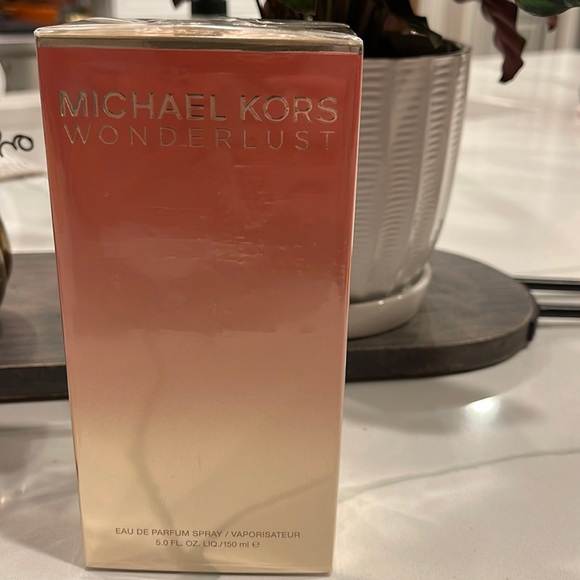 MICHAEL KORS
WONDERLUST
EAU DE PARFUM SPRAY / VAPORISATEUR
5.0 FL. OZ. LIQ./150 ml ℮